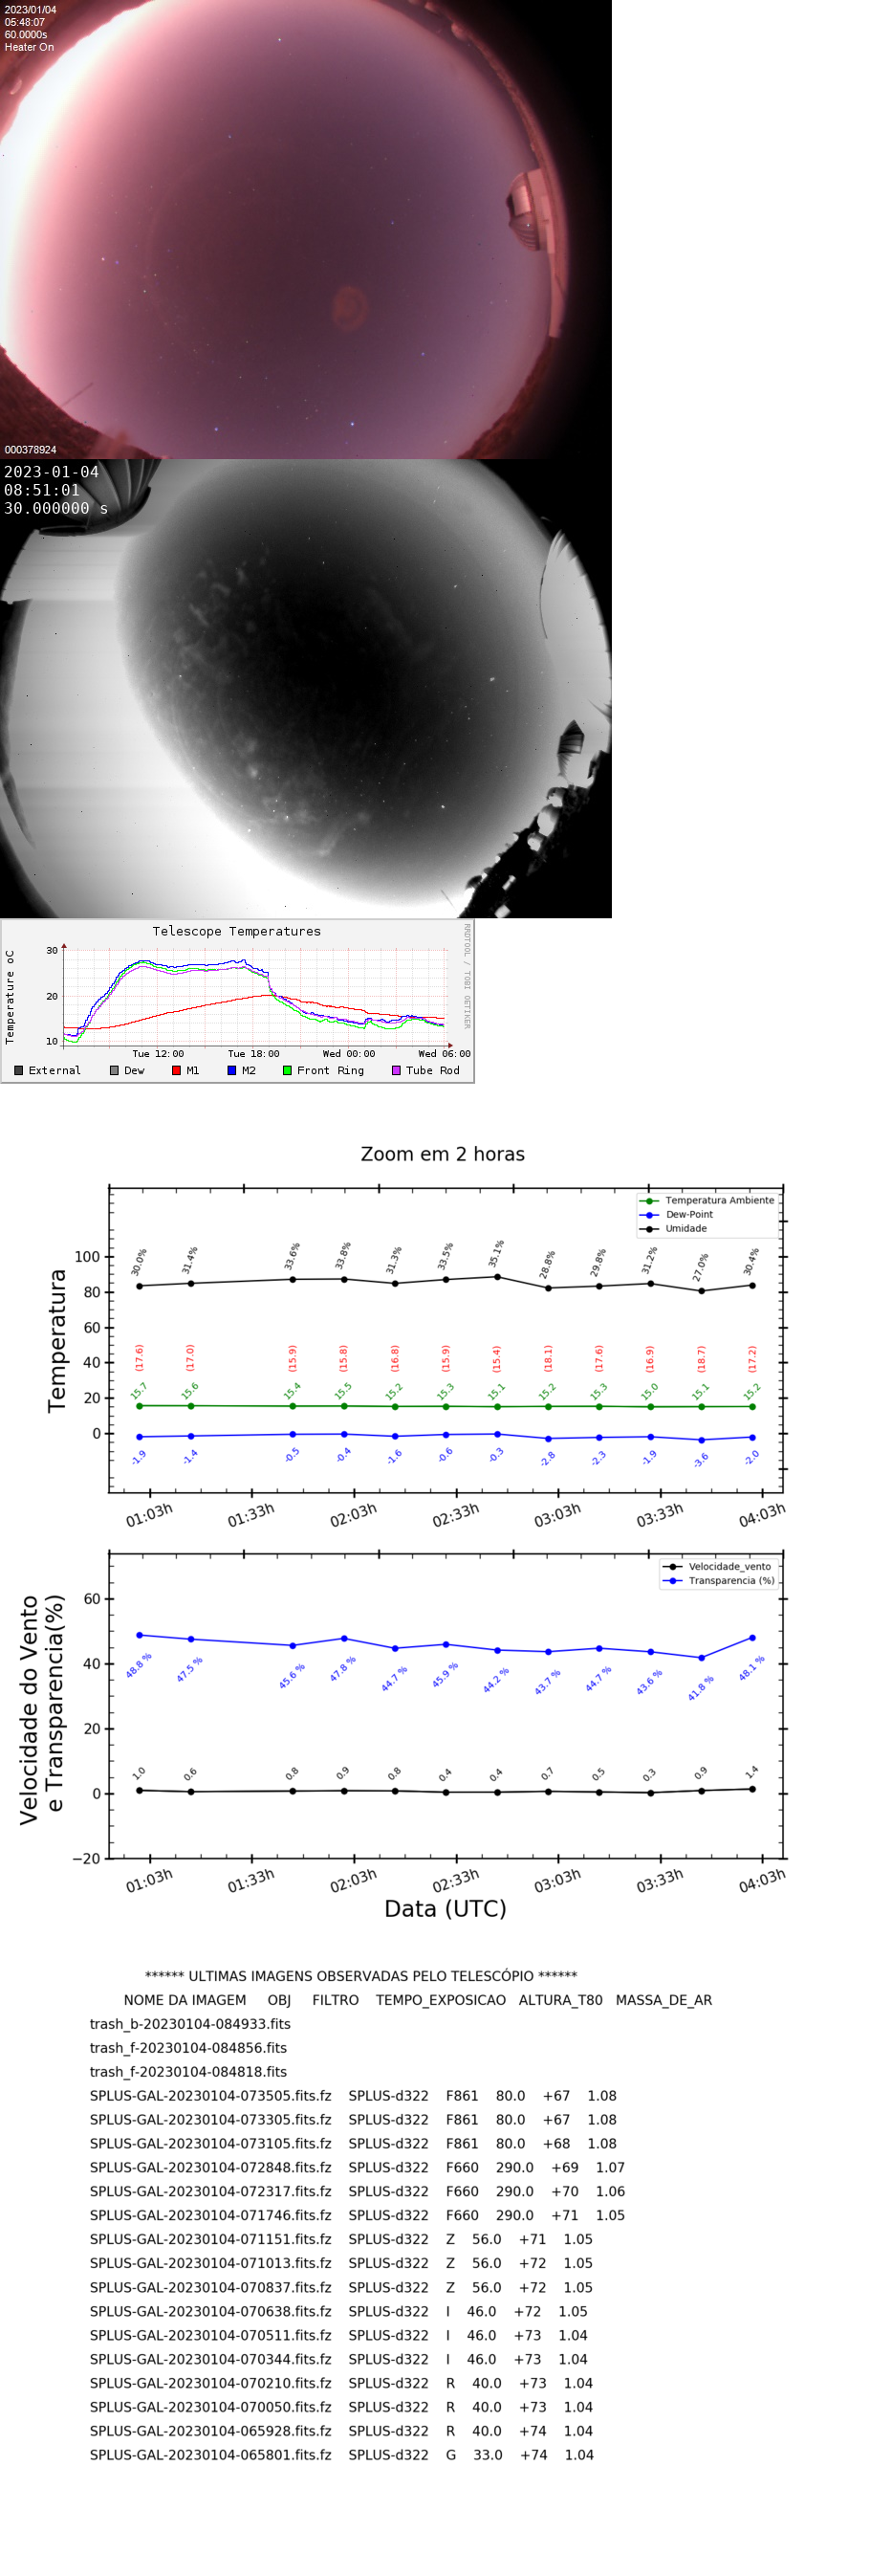 2023/01/04
05:48:07
60.0000s
Heater On
000378924
2023-01-04
08:51:01
30.000000 s
Telescope Temperatures
RRDTOOL / TOBI OETIKER
Temperature oC
30
20
10
Tue 12:00 Tue 18:00 Wed 00:00 Wed 06:00
External Dew M1 M2 Front Ring Tube Rod
Zoom em 2 horas
Temperatura Ambiente
Dew-Point
Umidade
Temperatura
100
80
60
40
20
0
30.0% 31.4% 33.6% 33.8% 31.3% 33.5% 35.1% 28.8% 29.8% 31.2% 27.0% 30.4%
(17.6) (17.0) (15.9) (15.8) (16.8) (15.9) (15.4) (18.1) (17.6) (16.9) (18.7) (17.2)
15.7 15.6 15.4 15.5 15.2 15.3 15.1 15.2 15.3 15.0 15.1 15.2
-1.9 -1.4 -0.5 -0.4 -1.6 -0.6 -0.3 -2.8 -2.3 -1.9 -3.6 -2.0
01:03h 01:33h 02:03h 02:33h 03:03h 03:33h 04:03h
Velocidade_vento
Transparencia (%)
Velocidade do Vento
e Transparencia(%)
60
40
20
0
−20
48.8 % 47.5 % 45.6 % 47.8 % 44.7 % 45.9 % 44.2 % 43.7 % 44.7 % 43.6 % 41.8 % 48.1 %
1.0 0.6 0.8 0.9 0.8 0.4 0.4 0.7 0.5 0.3 0.9 1.4
01:03h 01:33h 02:03h 02:33h 03:03h 03:33h 04:03h
Data (UTC)
****** ULTIMAS IMAGENS OBSERVADAS PELO TELESCÓPIO ******
NOME DA IMAGEM OBJ FILTRO TEMPO_EXPOSICAO ALTURA_T80 MASSA_DE_AR
trash_b-20230104-084933.fits
trash_f-20230104-084856.fits
trash_f-20230104-084818.fits
SPLUS-GAL-20230104-073505.fits.fz SPLUS-d322 F861 80.0 +67 1.08
SPLUS-GAL-20230104-073305.fits.fz SPLUS-d322 F861 80.0 +67 1.08
SPLUS-GAL-20230104-073105.fits.fz SPLUS-d322 F861 80.0 +68 1.08
SPLUS-GAL-20230104-072848.fits.fz SPLUS-d322 F660 290.0 +69 1.07
SPLUS-GAL-20230104-072317.fits.fz SPLUS-d322 F660 290.0 +70 1.06
SPLUS-GAL-20230104-071746.fits.fz SPLUS-d322 F660 290.0 +71 1.05
SPLUS-GAL-20230104-071151.fits.fz SPLUS-d322 Z 56.0 +71 1.05
SPLUS-GAL-20230104-071013.fits.fz SPLUS-d322 Z 56.0 +72 1.05
SPLUS-GAL-20230104-070837.fits.fz SPLUS-d322 Z 56.0 +72 1.05
SPLUS-GAL-20230104-070638.fits.fz SPLUS-d322 I 46.0 +72 1.05
SPLUS-GAL-20230104-070511.fits.fz SPLUS-d322 I 46.0 +73 1.04
SPLUS-GAL-20230104-070344.fits.fz SPLUS-d322 I 46.0 +73 1.04
SPLUS-GAL-20230104-070210.fits.fz SPLUS-d322 R 40.0 +73 1.04
SPLUS-GAL-20230104-070050.fits.fz SPLUS-d322 R 40.0 +73 1.04
SPLUS-GAL-20230104-065928.fits.fz SPLUS-d322 R 40.0 +74 1.04
SPLUS-GAL-20230104-065801.fits.fz SPLUS-d322 G 33.0 +74 1.04